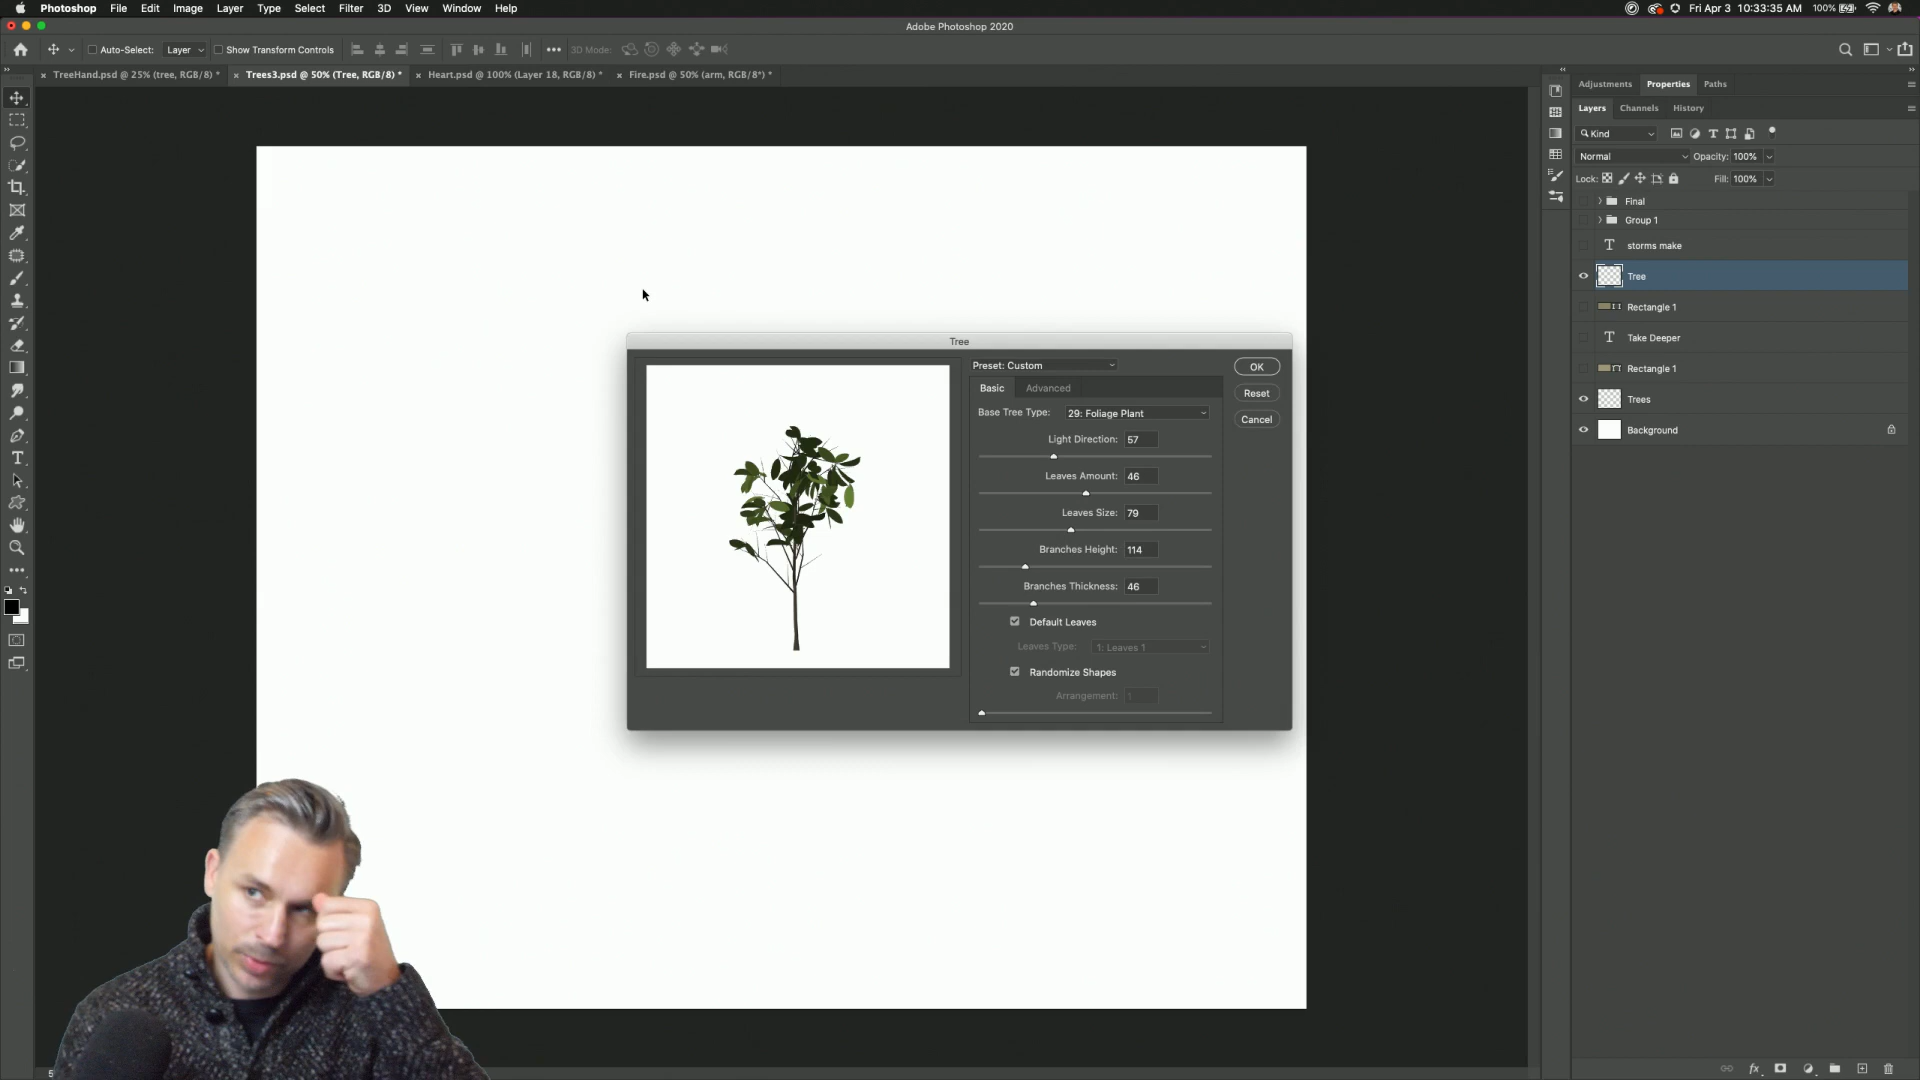 Photoshop File Edit Image Layer Type Select Filter 3D View Window Help
100% Fri Apr 3 10:33:35 AM
Adobe Photoshop 2020
Auto-Select: Layer Show Transform Controls 3D Mode:
TreeHand.psd @ 25% (tree, RGB/8) *
Trees3.psd @ 50% (Tree, RGB/8) *
Heart.psd @ 100% (Layer 18, RGB/8) *
Fire.psd @ 50% (arm, RGB/8*) *
Adjustments Properties Paths
Layers Channels History
Kind
Normal Opacity: 100%
Lock: Fill: 100%
Final
Group 1
storms make
Tree
Rectangle 1
Take Deeper
Rectangle 1
Trees
Background
Tree
Preset: Custom
OK
Basic Advanced
Reset
Base Tree Type: 29: Foliage Plant
Cancel
Light Direction: 57
Leaves Amount: 46
Leaves Size: 79
Branches Height: 114
Branches Thickness: 46
Default Leaves
Leaves Type: 1: Leaves 1
Randomize Shapes
Arrangement: 1
fx